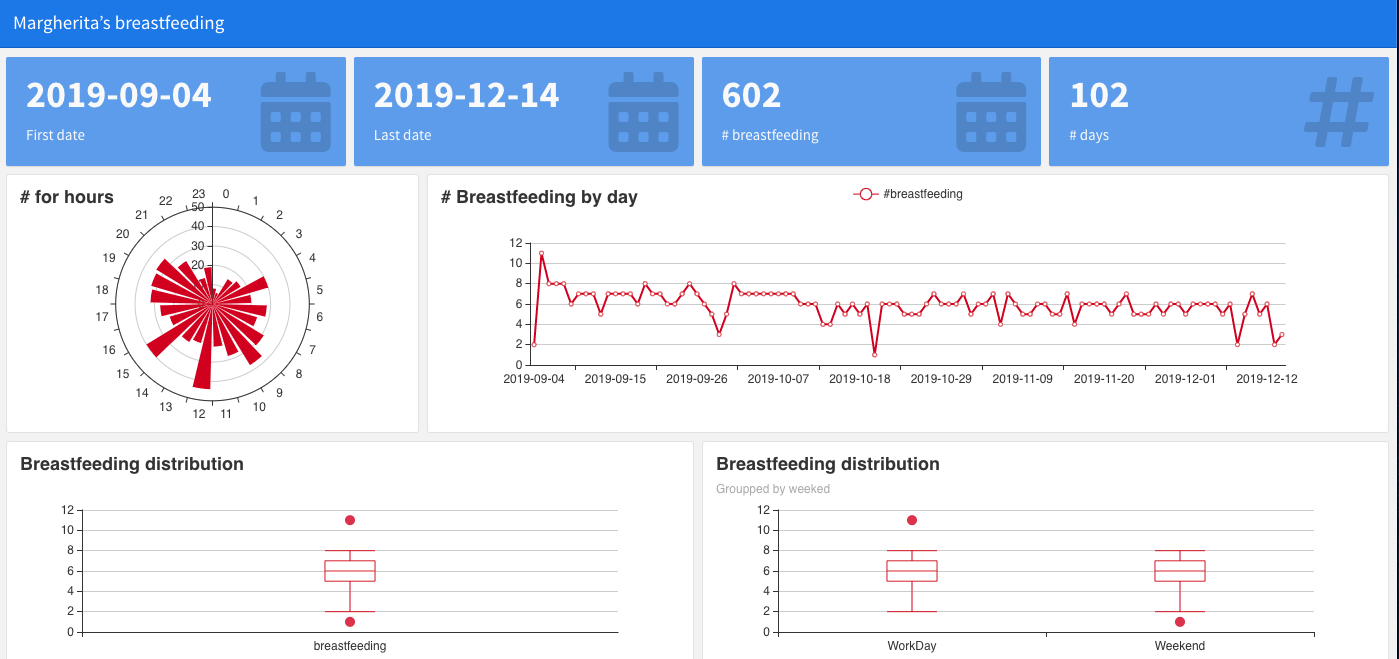 Margherita’s breastfeeding
2019-09-04
First date
2019-12-14
Last date
602
# breastfeeding
102
# days
# for hours
23 0
22 1
21 2
20 3
19 4
18 5
17 6
16 7
15 8
14 9
13 10
12 11
50
40
30
20
# Breastfeeding by day
#breastfeeding
12
10
8
6
4
2
0
2019-09-04 2019-09-15 2019-09-26 2019-10-07 2019-10-18 2019-10-29 2019-11-09 2019-11-20 2019-12-01 2019-12-12
Breastfeeding distribution
12
10
8
6
4
2
0
breastfeeding
Breastfeeding distribution
Groupped by weeked
12
10
8
6
4
2
0
WorkDay Weekend